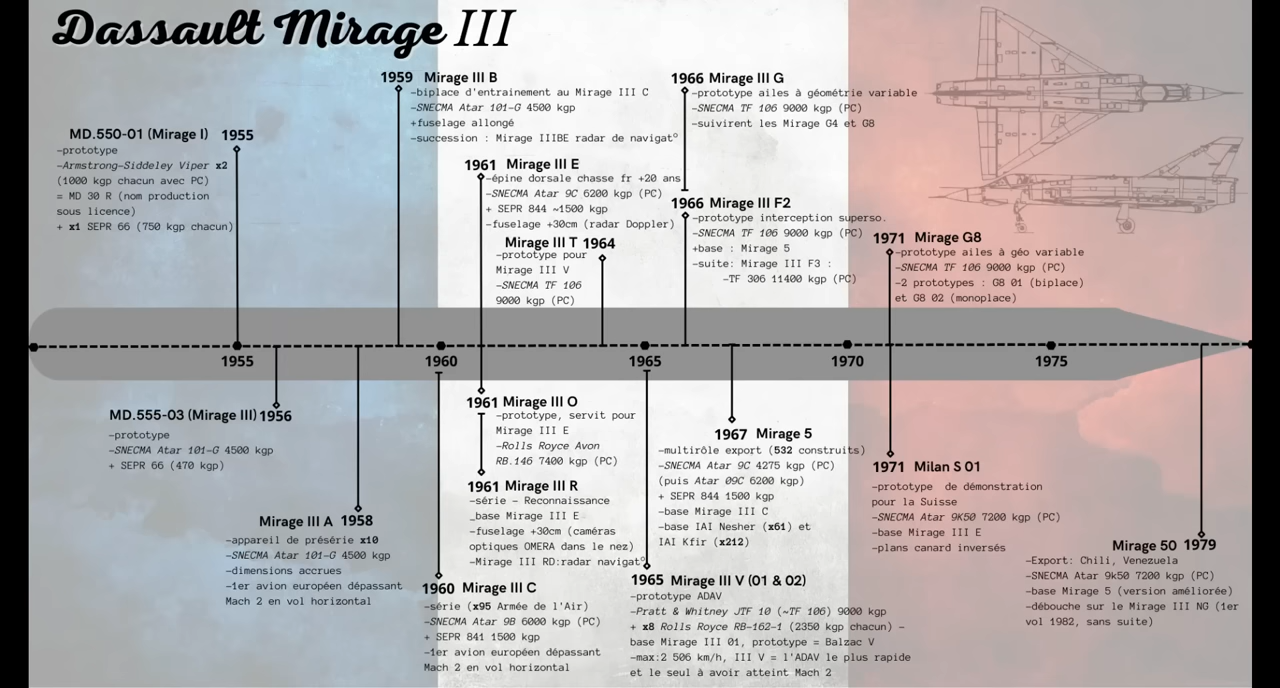 Dassault Mirage III
MD.550-01 (Mirage I) 1955
-prototype
-Armstrong-Siddeley Viper x2
(1000 kgp chacun avec PC)
= MD 30 R (nom production
sous licence)
+ x1 SEPR 66 (750 kgp chacun)
1959 Mirage III B
-biplace d'entrainement au Mirage III C
-SNECMA Atar 101-G 4500 kgp
+fuselage allongé
-succession : Mirage IIIBE radar de navigat°
1961 Mirage III E
-épine dorsale chasse fr +20 ans
-SNECMA Atar 9C 6200 kgp (PC)
+ SEPR 844 ~1500 kgp
-fuselage +30cm (radar Doppler)
Mirage III T 1964
-prototype pour
Mirage III V
-SNECMA TF 106
9000 kgp (PC)
1966 Mirage III G
-prototype ailes à géométrie variable
-SNECMA TF 106 9000 kgp (PC)
-suivirent les Mirage G4 et G8
1966 Mirage III F2
-prototype interception superso.
-SNECMA TF 106 9000 kgp (PC)
+base : Mirage 5
-suite: Mirage III F3 :
-TF 306 11400 kgp (PC)
1971 Mirage G8
-prototype ailes à géo variable
-SNECMA TF 106 9000 kgp (PC)
-2 prototypes : G8 01 (biplace)
et G8 02 (monoplace)
1955 1960 1965 1970 1975
MD.555-03 (Mirage III) 1956
-prototype
-SNECMA Atar 101-G 4500 kgp
+ SEPR 66 (470 kgp)
Mirage III A 1958
-appareil de présérie x10
-SNECMA Atar 101-G 4500 kgp
-dimensions accrues
-1er avion européen dépassant
Mach 2 en vol horizontal
1960 Mirage III C
-série (x95 Armée de l'Air)
-SNECMA Atar 9B 6000 kgp (PC)
+ SEPR 841 1500 kgp
-1er avion européen dépassant
Mach 2 en vol horizontal
1961 Mirage III O
-prototype, servit pour
Mirage III E
-Rolls Royce Avon
RB.146 7400 kgp (PC)
1961 Mirage III R
-série - Reconnaissance
_base Mirage III E
-fuselage +30cm (caméras
optiques OMERA dans le nez)
-Mirage III RD:radar navigat°
1965 Mirage III V (01 & 02)
-prototype ADAV
-Pratt & Whitney JTF 10 (~TF 106) 9000 kgp
+ x8 Rolls Royce RB-162-1 (2350 kgp chacun) -
base Mirage III 01, prototype = Balzac V
-max:2 506 km/h, III V = l'ADAV le plus rapide
et le seul à avoir atteint Mach 2
1967 Mirage 5
-multirôle export (532 construits)
-SNECMA Atar 9C 4275 kgp (PC)
(puis Atar 09C 6200 kgp)
+ SEPR 844 1500 kgp
-base Mirage III C
-base IAI Nesher (x61) et
IAI Kfir (x212)
1971 Milan S 01
-prototype de démonstration
pour la Suisse
-SNECMA Atar 9K50 7200 kgp (PC)
-base Mirage III E
-plans canard inversés
Mirage 50 1979
-Export: Chili, Venezuela
-SNECMA Atar 9k50 7200 kgp (PC)
-base Mirage 5 (version améliorée)
-débouche sur le Mirage III NG (1er
vol 1982, sans suite)